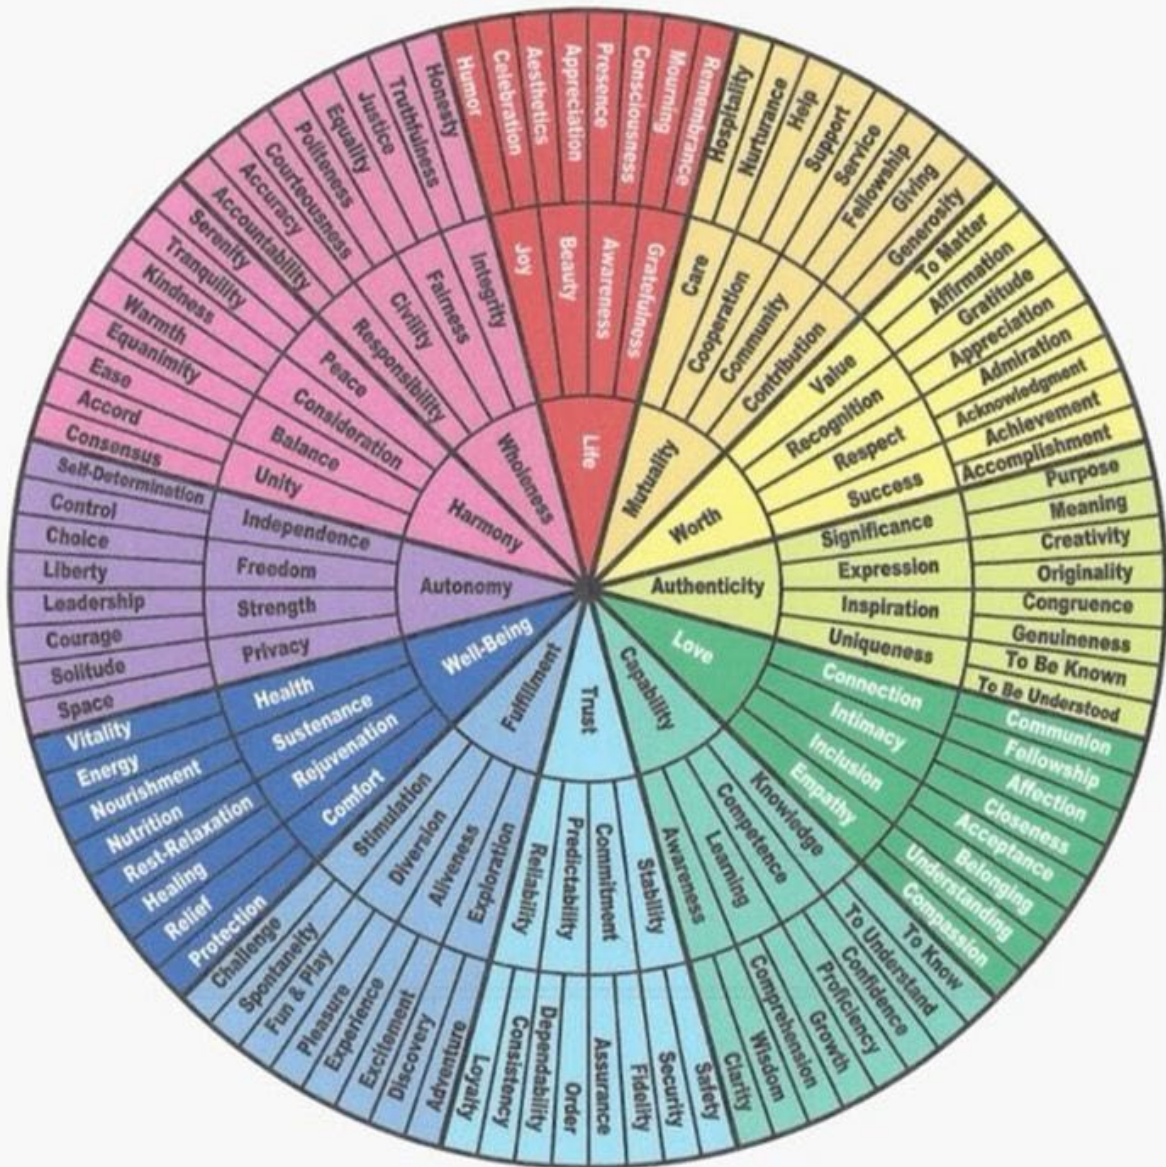 Life
Mutuality
Worth
Authenticity
Love
Capability
Trust
Fulfillment
Well-Being
Autonomy
Harmony
Wholeness
Joy
Beauty
Awareness
Gratefulness
Care
Cooperation
Community
Contribution
Value
Recognition
Respect
Success
Significance
Expression
Inspiration
Uniqueness
Connection
Intimacy
Inclusion
Empathy
Knowledge
Competence
Learning
Awareness
Stability
Commitment
Predictability
Reliability
Exploration
Aliveness
Diversion
Stimulation
Comfort
Rejuvenation
Sustenance
Health
Privacy
Strength
Freedom
Independence
Unity
Balance
Consideration
Peace
Responsibility
Civility
Fairness
Integrity
Humor
Celebration
Aesthetics
Appreciation
Presence
Consciousness
Mourning
Remembrance
Hospitality
Nurturance
Help
Support
Service
Fellowship
Giving
Generosity
To Matter
Affirmation
Gratitude
Appreciation
Admiration
Acknowledgment
Achievement
Accomplishment
Purpose
Meaning
Creativity
Originality
Congruence
Genuineness
To Be Known
To Be Understood
Communion
Fellowship
Affection
Closeness
Acceptance
Belonging
Understanding
Compassion
To Know
To Understand
Confidence
Proficiency
Growth
Comprehension
Wisdom
Clarity
Safety
Security
Fidelity
Assurance
Order
Dependability
Consistency
Loyalty
Adventure
Discovery
Excitement
Experience
Pleasure
Fun & Play
Spontaneity
Challenge
Protection
Relief
Healing
Rest-Relaxation
Nutrition
Nourishment
Energy
Vitality
Space
Solitude
Courage
Leadership
Liberty
Choice
Control
Self-Determination
Consensus
Accord
Ease
Equanimity
Warmth
Kindness
Tranquility
Serenity
Accountability
Accuracy
Courteousness
Politeness
Equality
Justice
Truthfulness
Honesty